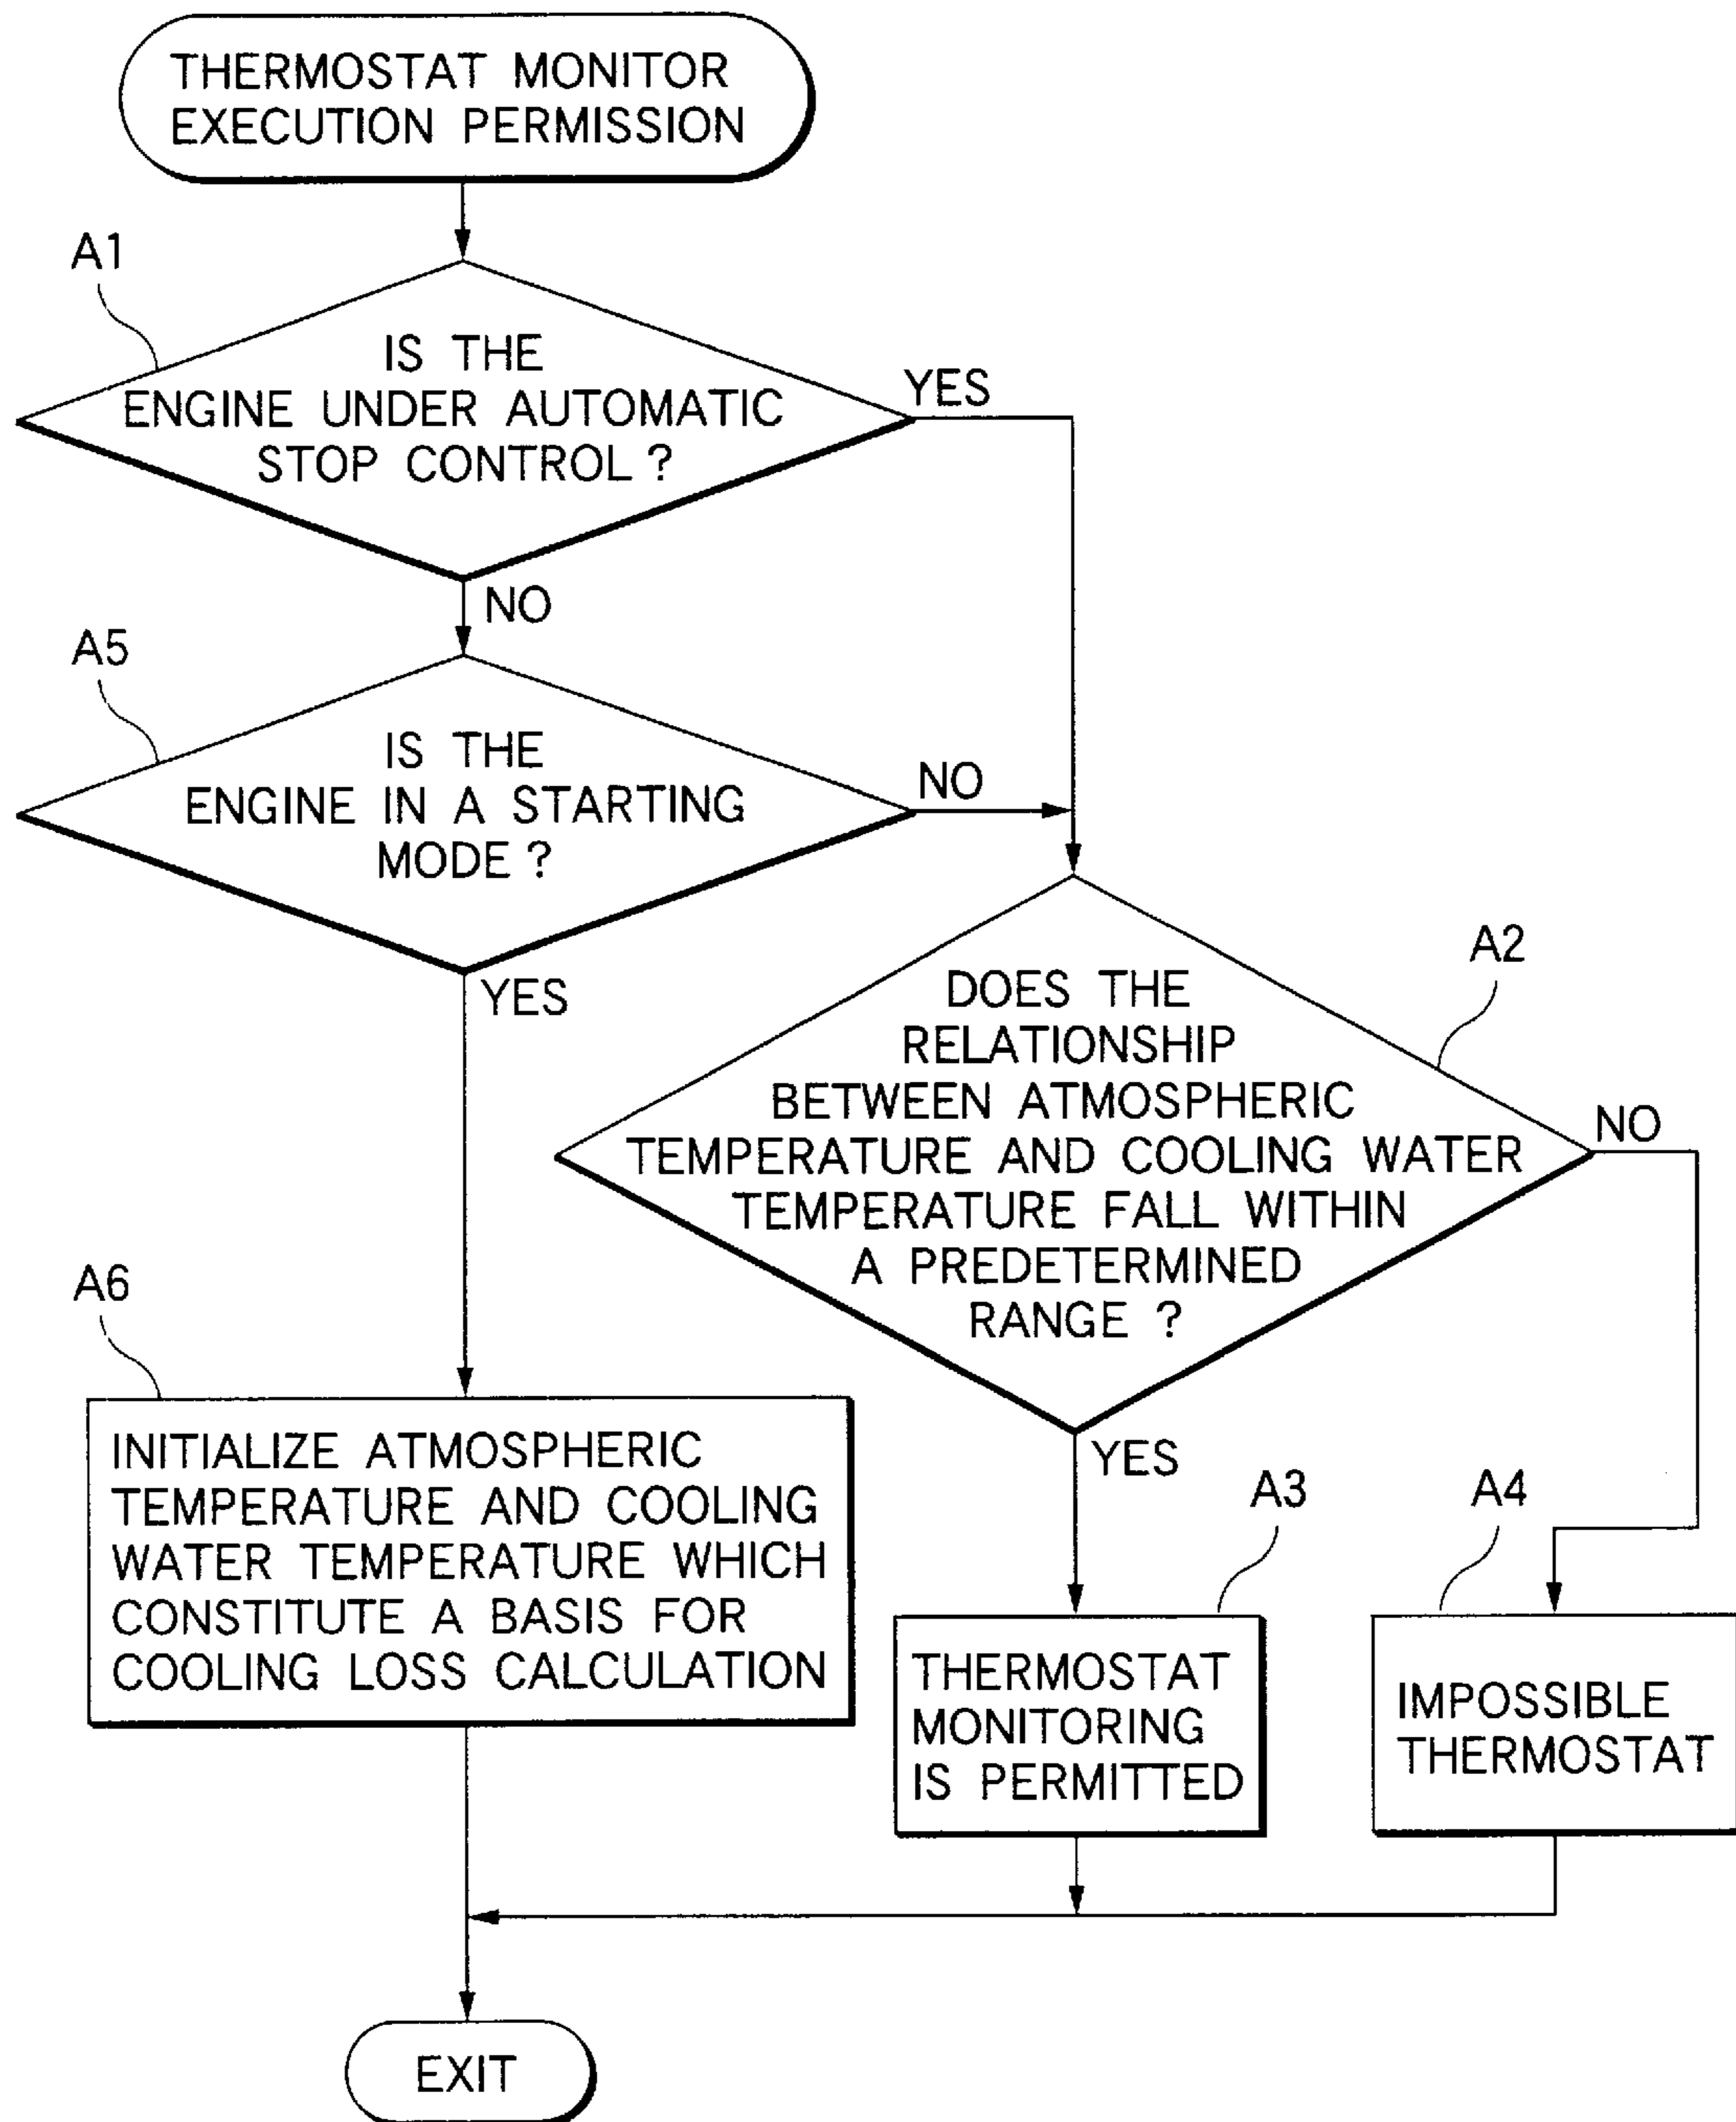 THERMOSTAT MONITOR
EXECUTION PERMISSION
A1
IS THE
ENGINE UNDER AUTOMATIC
STOP CONTROL ?
YES
NO
A5
IS THE
ENGINE IN A STARTING
MODE ?
NO
YES
A2
DOES THE
RELATIONSHIP
BETWEEN ATMOSPHERIC
TEMPERATURE AND COOLING WATER
TEMPERATURE FALL WITHIN
A PREDETERMINED
RANGE ?
NO
YES
A6
INITIALIZE ATMOSPHERIC
TEMPERATURE AND COOLING
WATER TEMPERATURE WHICH
CONSTITUTE A BASIS FOR
COOLING LOSS CALCULATION
A3
THERMOSTAT
MONITORING
IS PERMITTED
A4
IMPOSSIBLE
THERMOSTAT
EXIT